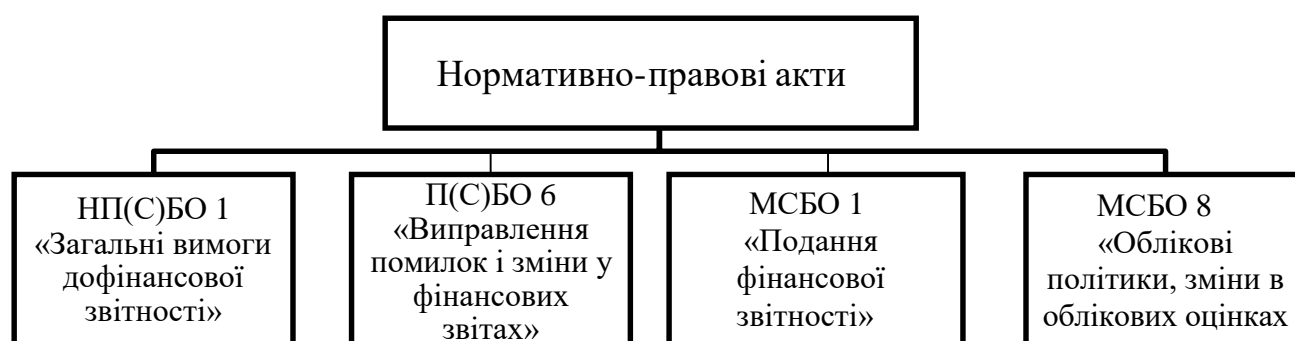 Нормативно-правові акти
НП(С)БО 1
«Загальні вимоги
дофінансової
звітності»
П(С)БО 6
«Виправлення
помилок і зміни у
фінансових
звітах»
МСБО 1
«Подання
фінансової
звітності»
МСБО 8
«Облікові
політики, зміни в
облікових оцінках